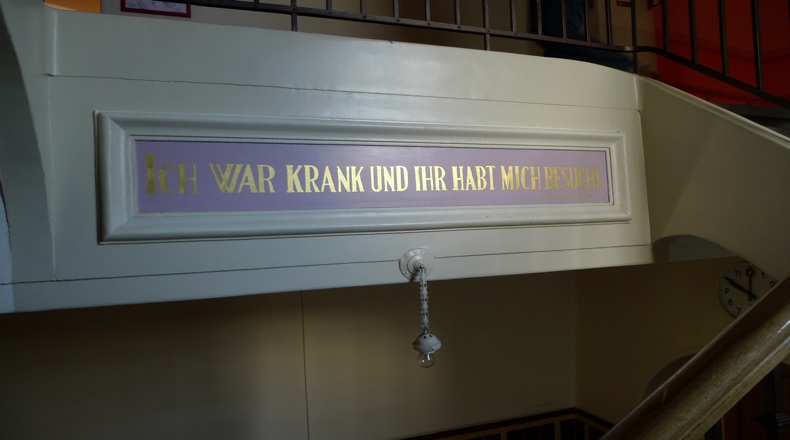 ICH WAR KRANK UND IHR HABT MICH BESUCHT